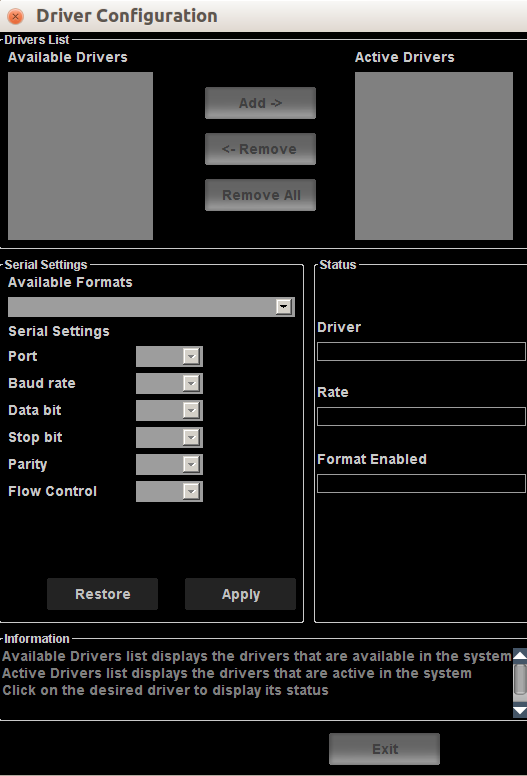 Driver Configuration
Drivers List
Available Drivers
Active Drivers
Add ->
<- Remove
Remove All
Serial Settings
Available Formats
Serial Settings
Port
Baud rate
Data bit
Stop bit
Parity
Flow Control
Restore
Apply
Status
Driver
Rate
Format Enabled
Information
Available Drivers list displays the drivers that are available in the system
Active Drivers list displays the drivers that are active in the system
Click on the desired driver to display its status
Exit